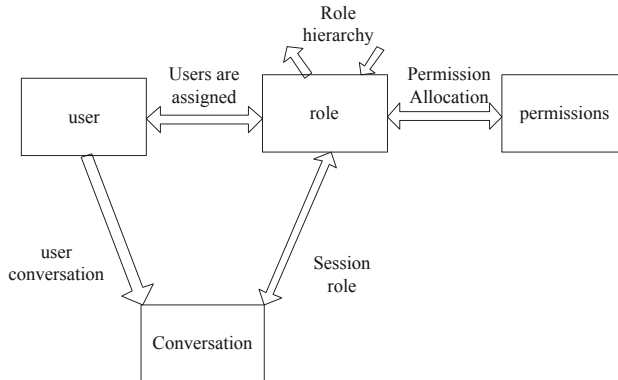 Role
hierarchy
Users are
assigned
Permission
Allocation
user
role
permissions
user
conversation
Session
role
Conversation